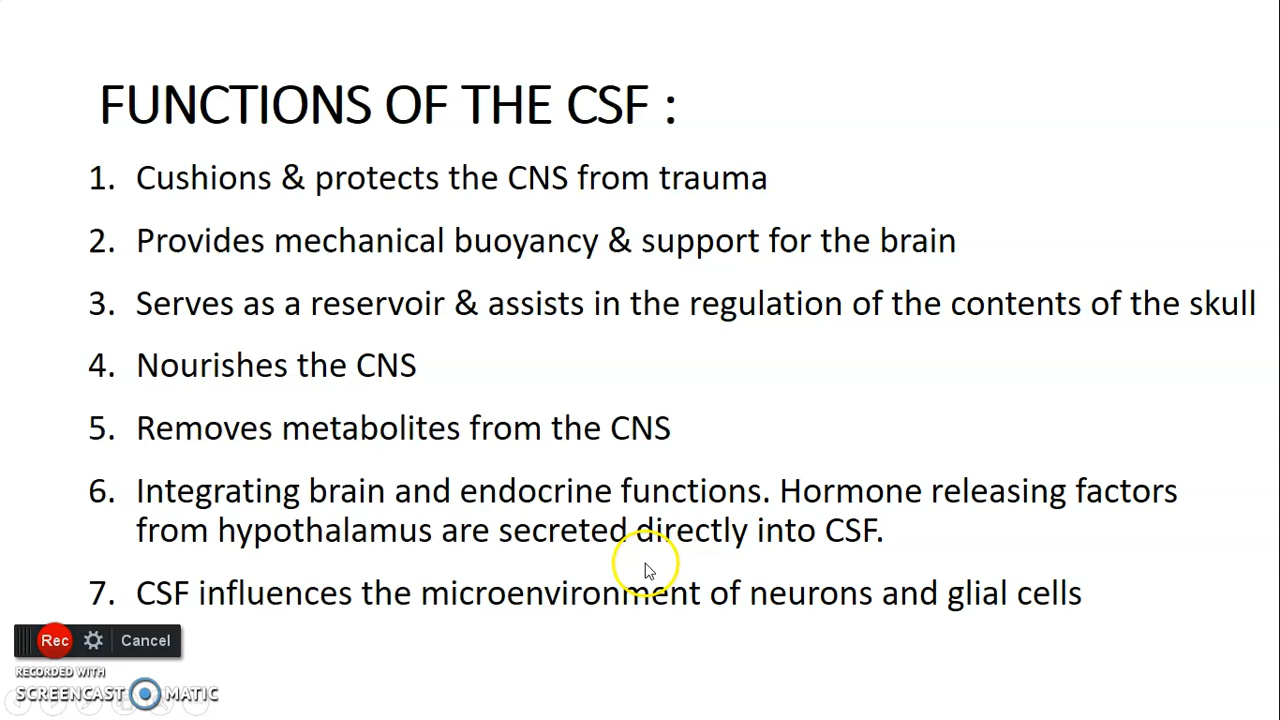 FUNCTIONS OF THE CSF :
1. Cushions & protects the CNS from trauma
2. Provides mechanical buoyancy & support for the brain
3. Serves as a reservoir & assists in the regulation of the contents of the skull
4. Nourishes the CNS
5. Removes metabolites from the CNS
6. Integrating brain and endocrine functions. Hormone releasing factors
from hypothalamus are secreted directly into CSF.
7. CSF influences the microenvironment of neurons and glial cells
Rec Cancel
RECORDED WITH
SCREENCAST MATIC